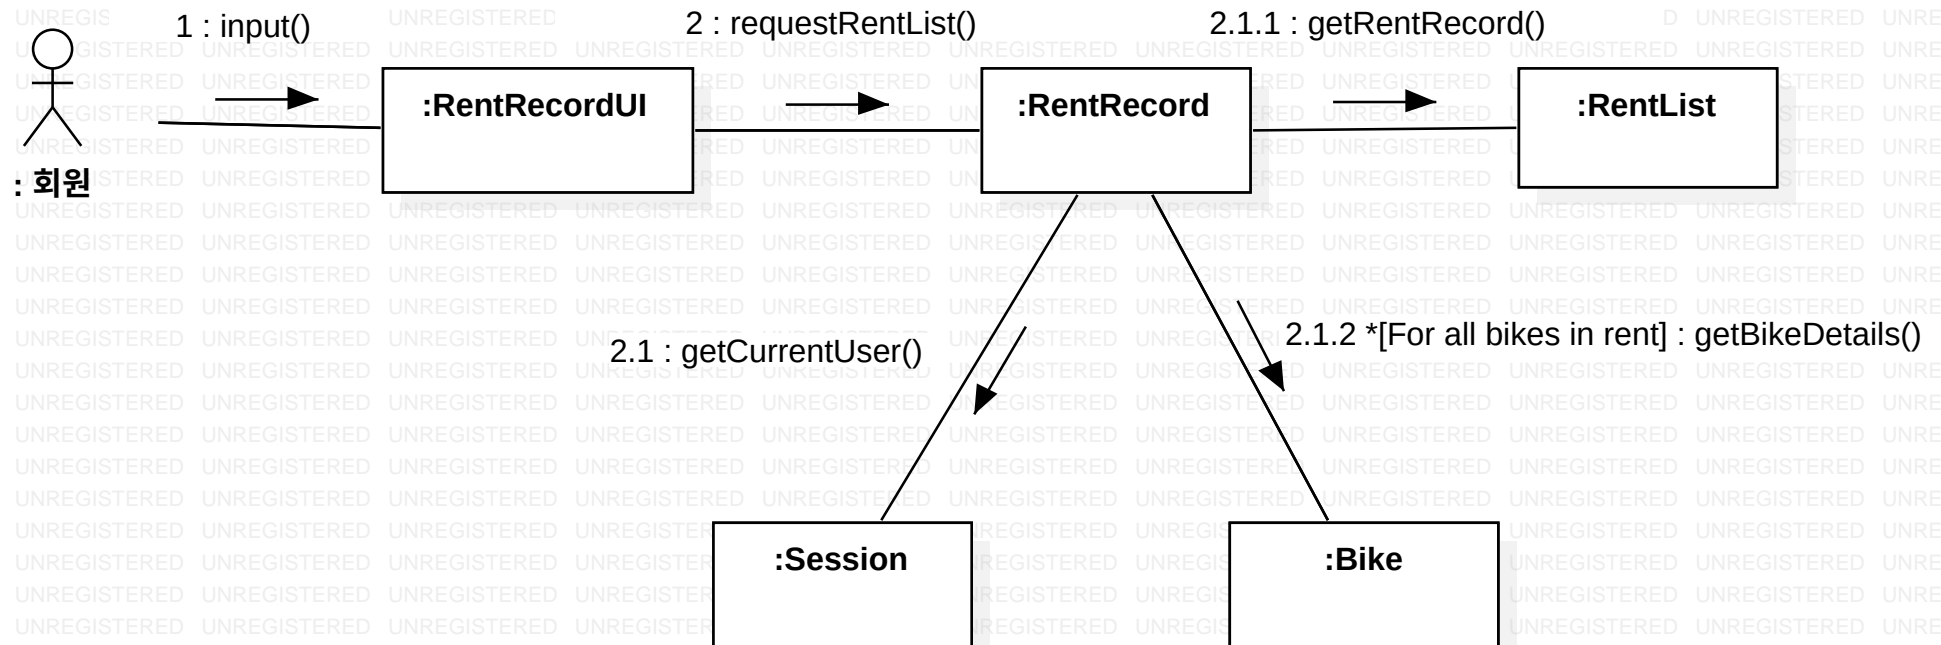 1 : input()
2 : requestRentList()
2.1.1 : getRentRecord()
:RentRecordUI
:RentRecord
:RentList
: 회원
2.1 : getCurrentUser()
2.1.2 *[For all bikes in rent] : getBikeDetails()
:Session
:Bike
UNREGISTERED